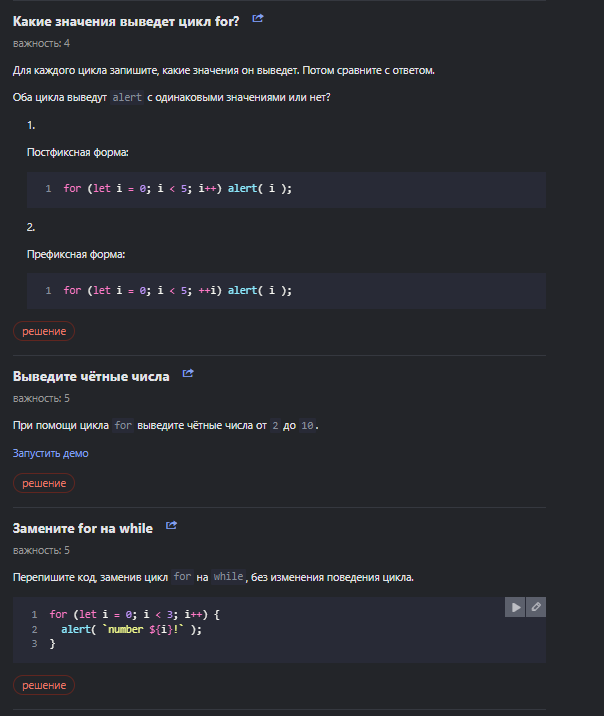 Какие значения выведет цикл for?
важность: 4
Для каждого цикла запишите, какие значения он выведет. Потом сравните с ответом.
Оба цикла выведут alert с одинаковыми значениями или нет?
1.
Постфиксная форма:
1 for (let i = 0; i < 5; i++) alert( i );
2.
Префиксная форма:
1 for (let i = 0; i < 5; ++i) alert( i );
решение
Выведите чётные числа
важность: 5
При помощи цикла for выведите чётные числа от 2 до 10.
Запустить демо
решение
Замените for на while
важность: 5
Перепишите код, заменив цикл for на while, без изменения поведения цикла.
1 for (let i = 0; i < 3; i++) {
2   alert( `number ${i}!` );
3 }
решение